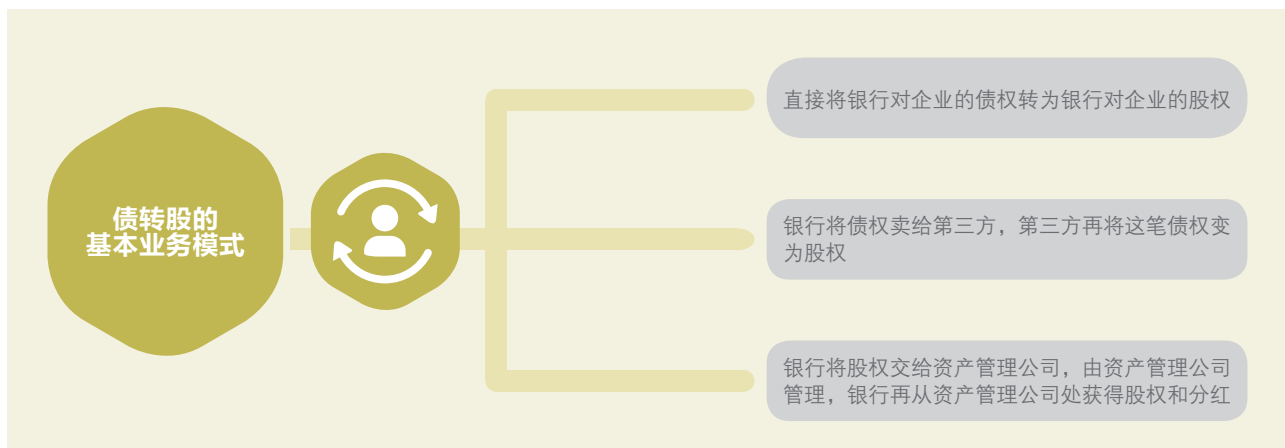 债转股的
基本业务模式
直接将银行对企业的债权转为银行对企业的股权
银行将债权卖给第三方，第三方再将这笔债权变
为股权
银行将股权交给资产管理公司，由资产管理公司
管理，银行再从资产管理公司处获得股权和分红